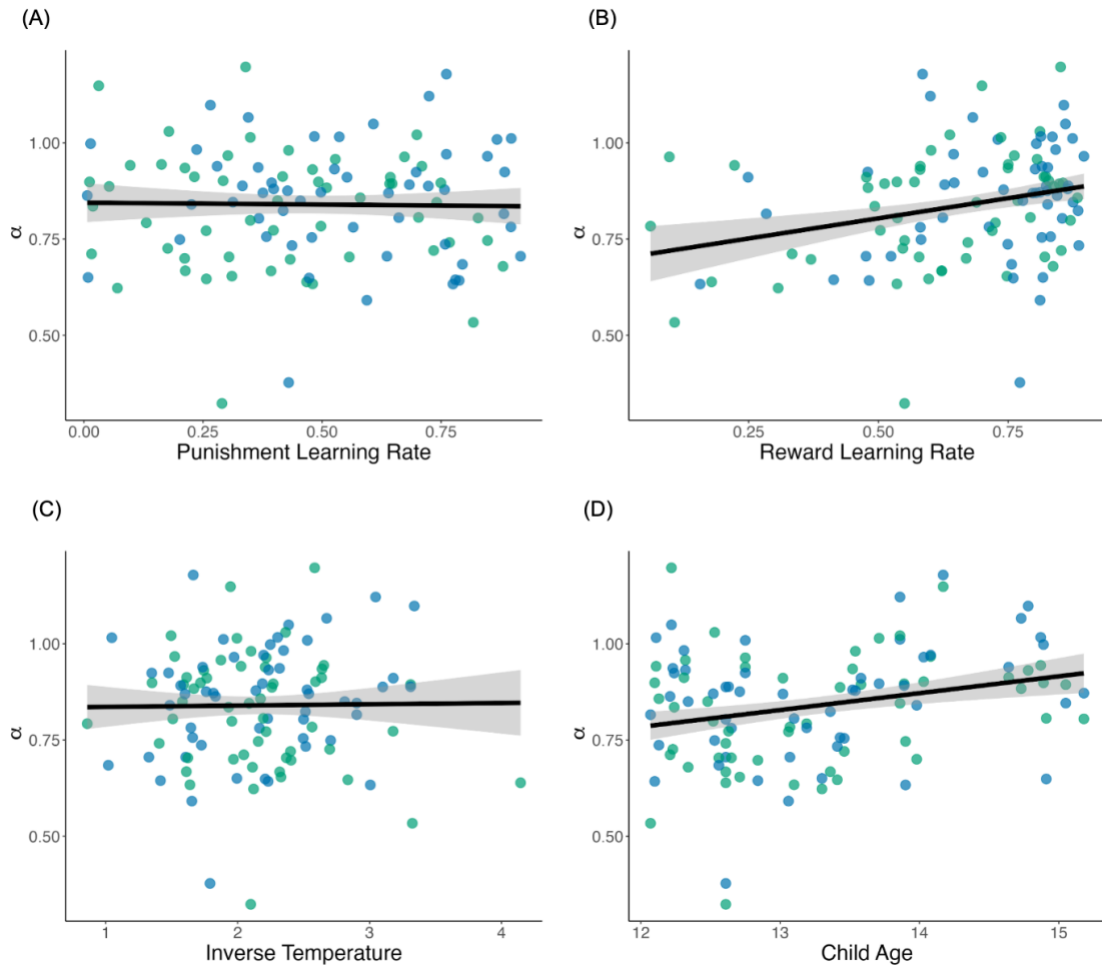 (A)
(B)
α
1.00
0.75
0.50
0.00 0.25 0.50 0.75
Punishment Learning Rate
α
1.00
0.75
0.50
0.25 0.50 0.75
Reward Learning Rate
(C)
(D)
α
1.00
0.75
0.50
1 2 3 4
Inverse Temperature
α
1.00
0.75
0.50
12 13 14 15
Child Age